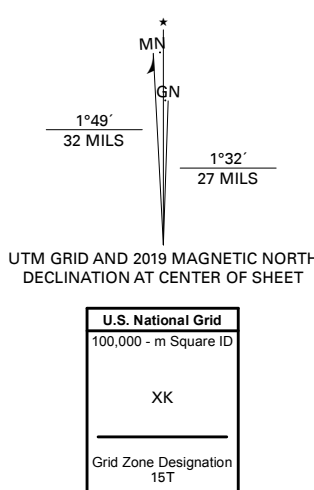 ★
MN
GN
1°49´
32 MILS
1°32´
27 MILS
UTM GRID AND 2019 MAGNETIC NORTH
DECLINATION AT CENTER OF SHEET
U.S. National Grid
100,000 - m Square ID
XK
Grid Zone Designation
15T